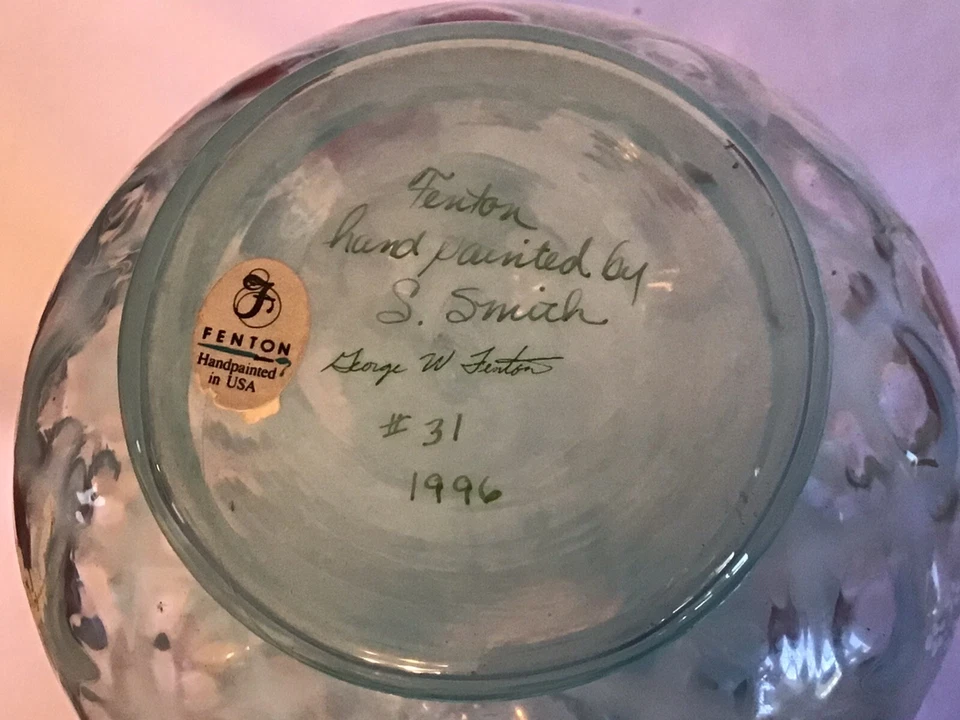 Fenton
hand painted by
S. Smith
George W Fenton
# 31
1996
F
FENTON
Handpainted
in USA